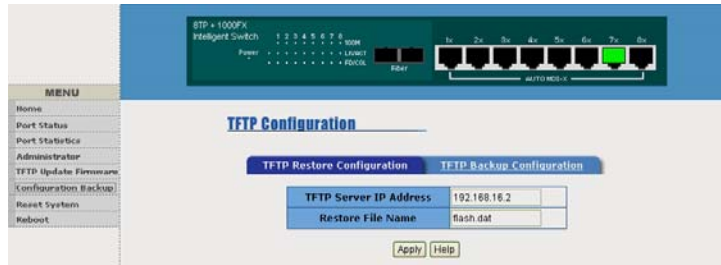 8TP + 1000FX
Intelligent Switch
1 2 3 4 5 6 7 8
100M
Power
LK/ACT
FD/COL
Fiber
1x 2x 3x 4x 5x 6x 7x 8x
AUTO MDI-X
MENU
Home
Port Status
Port Statistics
Administrator
TFTP Update Firmware
Configuration Backup
Reset System
Reboot
TFTP Configuration
TFTP Restore Configuration
TFTP Backup Configuration
TFTP Server IP Address 192.168.16.2
Restore File Name flash.dat
Apply Help